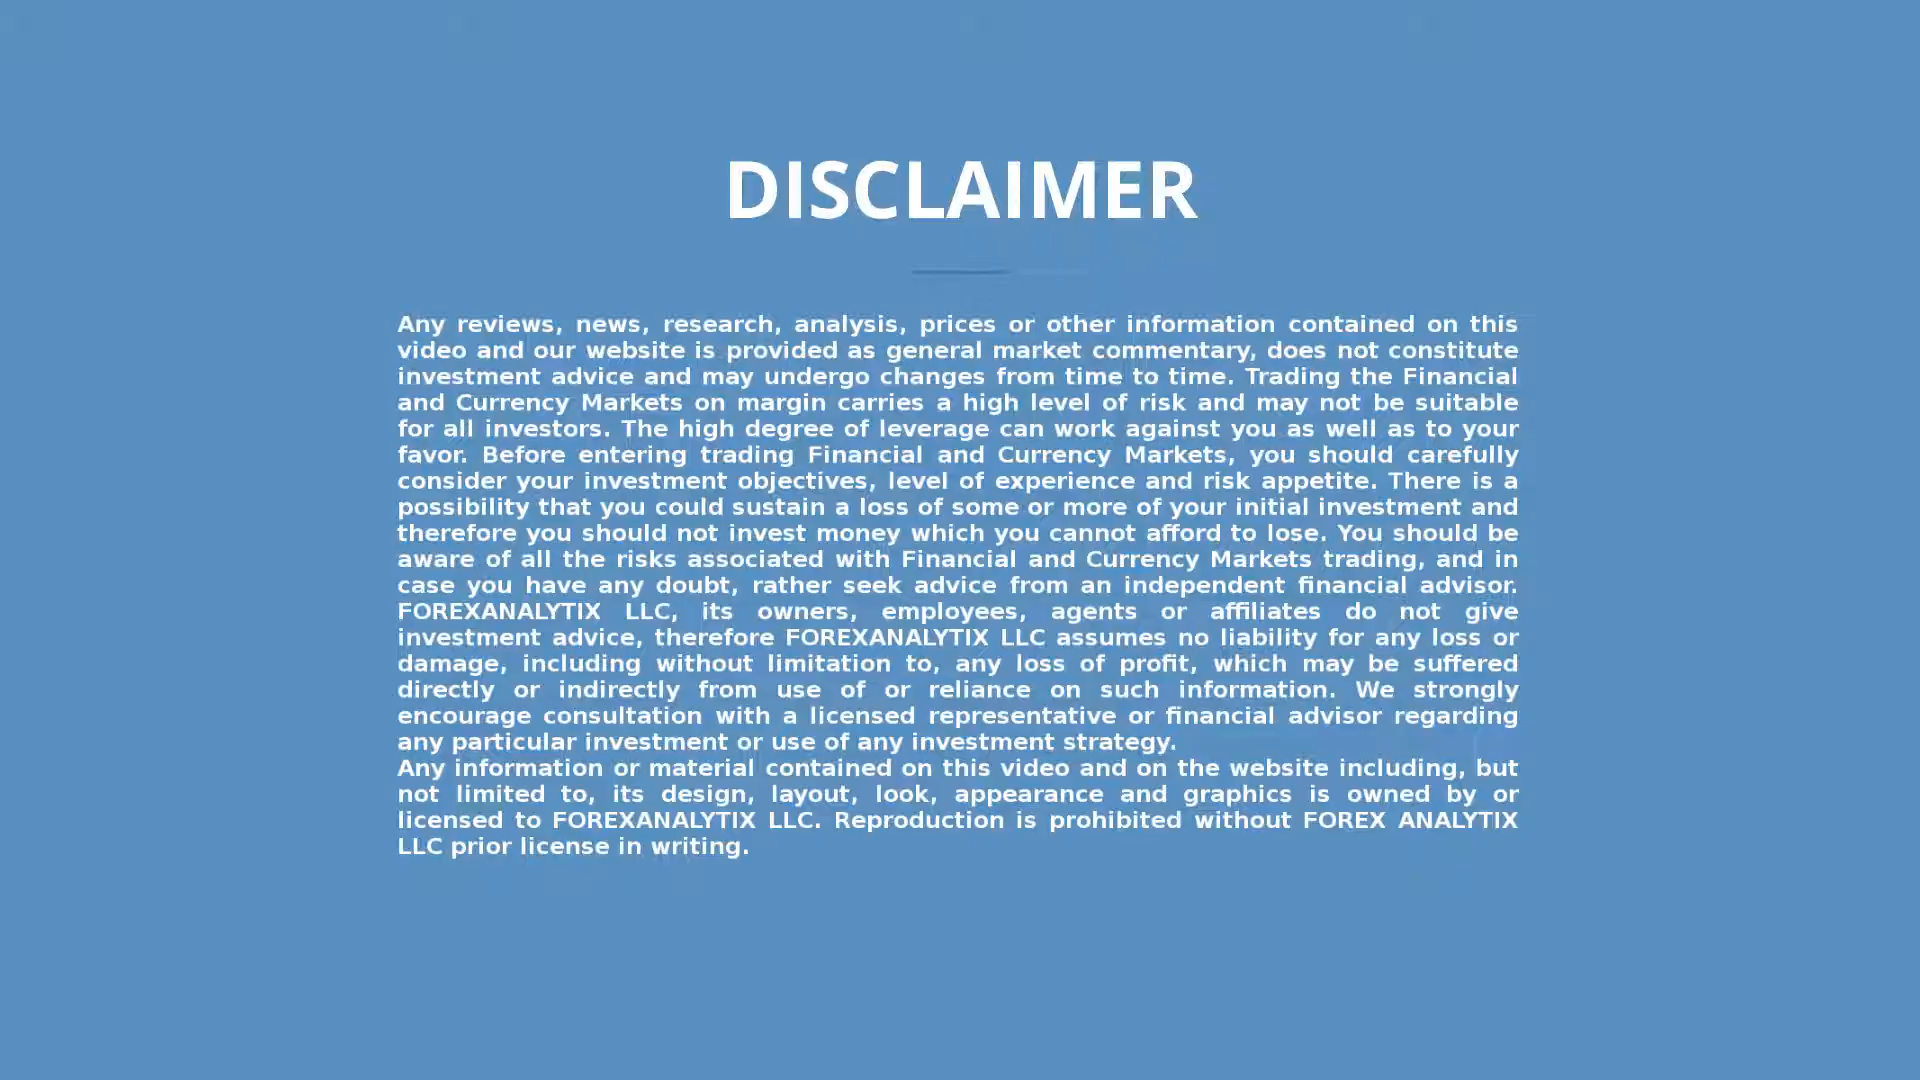 DISCLAIMER
Any reviews, news, research, analysis, prices or other information contained on this
video and our website is provided as general market commentary, does not constitute
investment advice and may undergo changes from time to time. Trading the Financial
and Currency Markets on margin carries a high level of risk and may not be suitable
for all investors. The high degree of leverage can work against you as well as to your
favor. Before entering trading Financial and Currency Markets, you should carefully
consider your investment objectives, level of experience and risk appetite. There is a
possibility that you could sustain a loss of some or more of your initial investment and
therefore you should not invest money which you cannot afford to lose. You should be
aware of all the risks associated with Financial and Currency Markets trading, and in
case you have any doubt, rather seek advice from an independent financial advisor.
FOREXANALYTIX LLC, its owners, employees, agents or affiliates do not give
investment advice, therefore FOREXANALYTIX LLC assumes no liability for any loss or
damage, including without limitation to, any loss of profit, which may be suffered
directly or indirectly from use of or reliance on such information. We strongly
encourage consultation with a licensed representative or financial advisor regarding
any particular investment or use of any investment strategy.
Any information or material contained on this video and on the website including, but
not limited to, its design, layout, look, appearance and graphics is owned by or
licensed to FOREXANALYTIX LLC. Reproduction is prohibited without FOREX ANALYTIX
LLC prior license in writing.